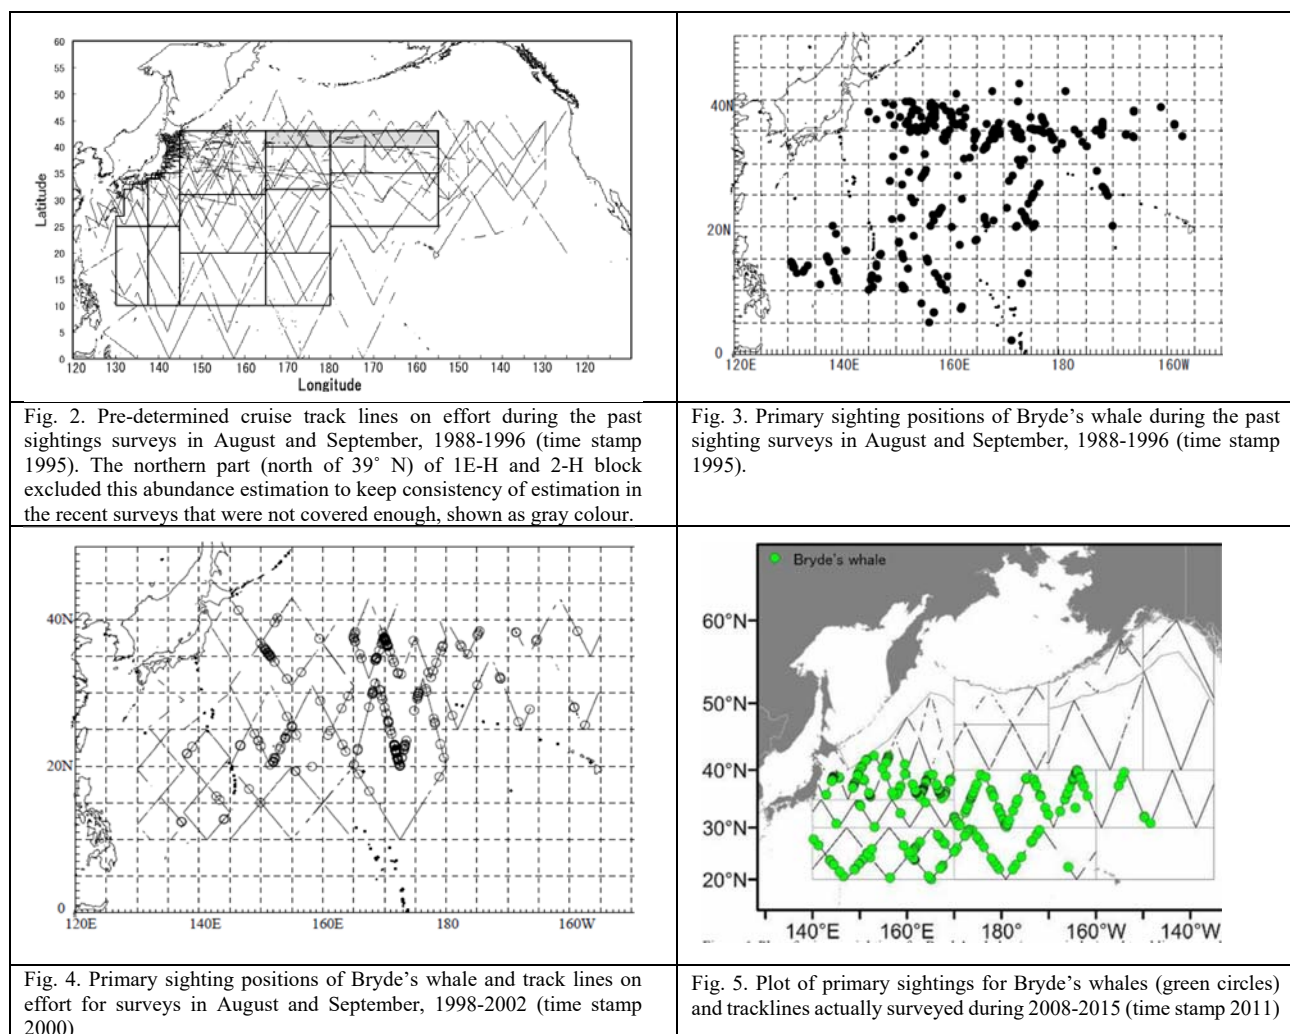 60
55
50
45
40
35
30
25
20
15
10
5
0
Latitude
120 130 140 150 160 170 180 170 160 150 140 130 120
Longitude
40N
20N
0
120E 140E 160E 180 160W
Fig. 2. Pre-determined cruise track lines on effort during the past
sightings surveys in August and September, 1988-1996 (time stamp
1995). The northern part (north of 39˚ N) of 1E-H and 2-H block
excluded this abundance estimation to keep consistency of estimation in
the recent surveys that were not covered enough, shown as gray colour.
Fig. 3. Primary sighting positions of Bryde's whale during the past
sighting surveys in August and September, 1988-1996 (time stamp
1995).
40N
20N
0
120E 140E 160E 180 160W
Bryde's whale
60°N
50°N
40°N
30°N
20°N
140°E 160°E 180° 160°W 140°W
Fig. 4. Primary sighting positions of Bryde's whale and track lines on
effort for surveys in August and September, 1998-2002 (time stamp
2000)
Fig. 5. Plot of primary sightings for Bryde's whales (green circles)
and tracklines actually surveyed during 2008-2015 (time stamp 2011)